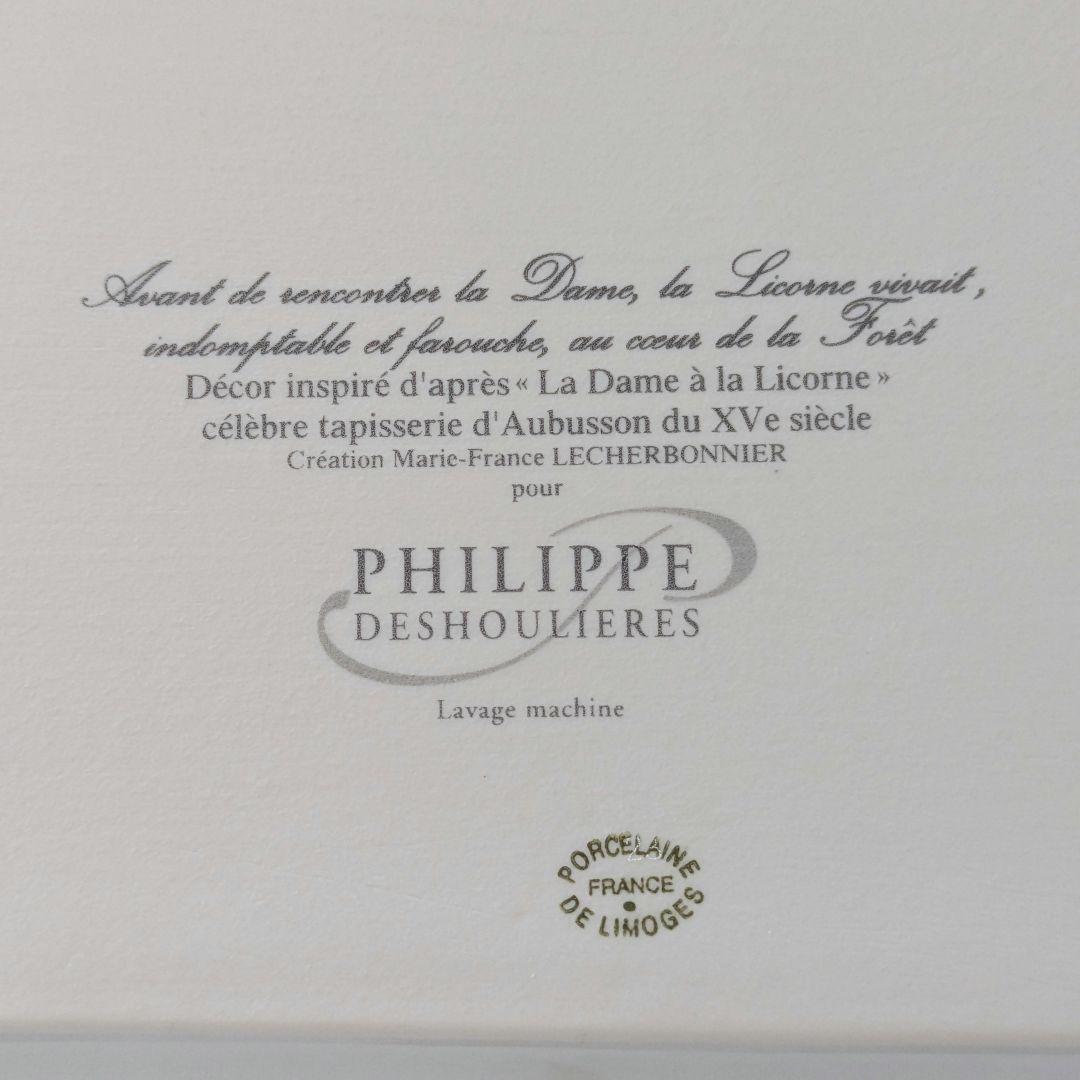 Avant de rencontrer la Dame, la Licorne vivait,
indomptable et farouche, au cœur de la Forêt
Décor inspiré d'après « La Dame à la Licorne »
célèbre tapisserie d'Aubusson du XVe siècle
Création Marie-France LECHERBONNIER
pour
PHILIPPE
DESHOULIERES
Lavage machine
PORCELAINE
FRANCE
DE LIMOGES